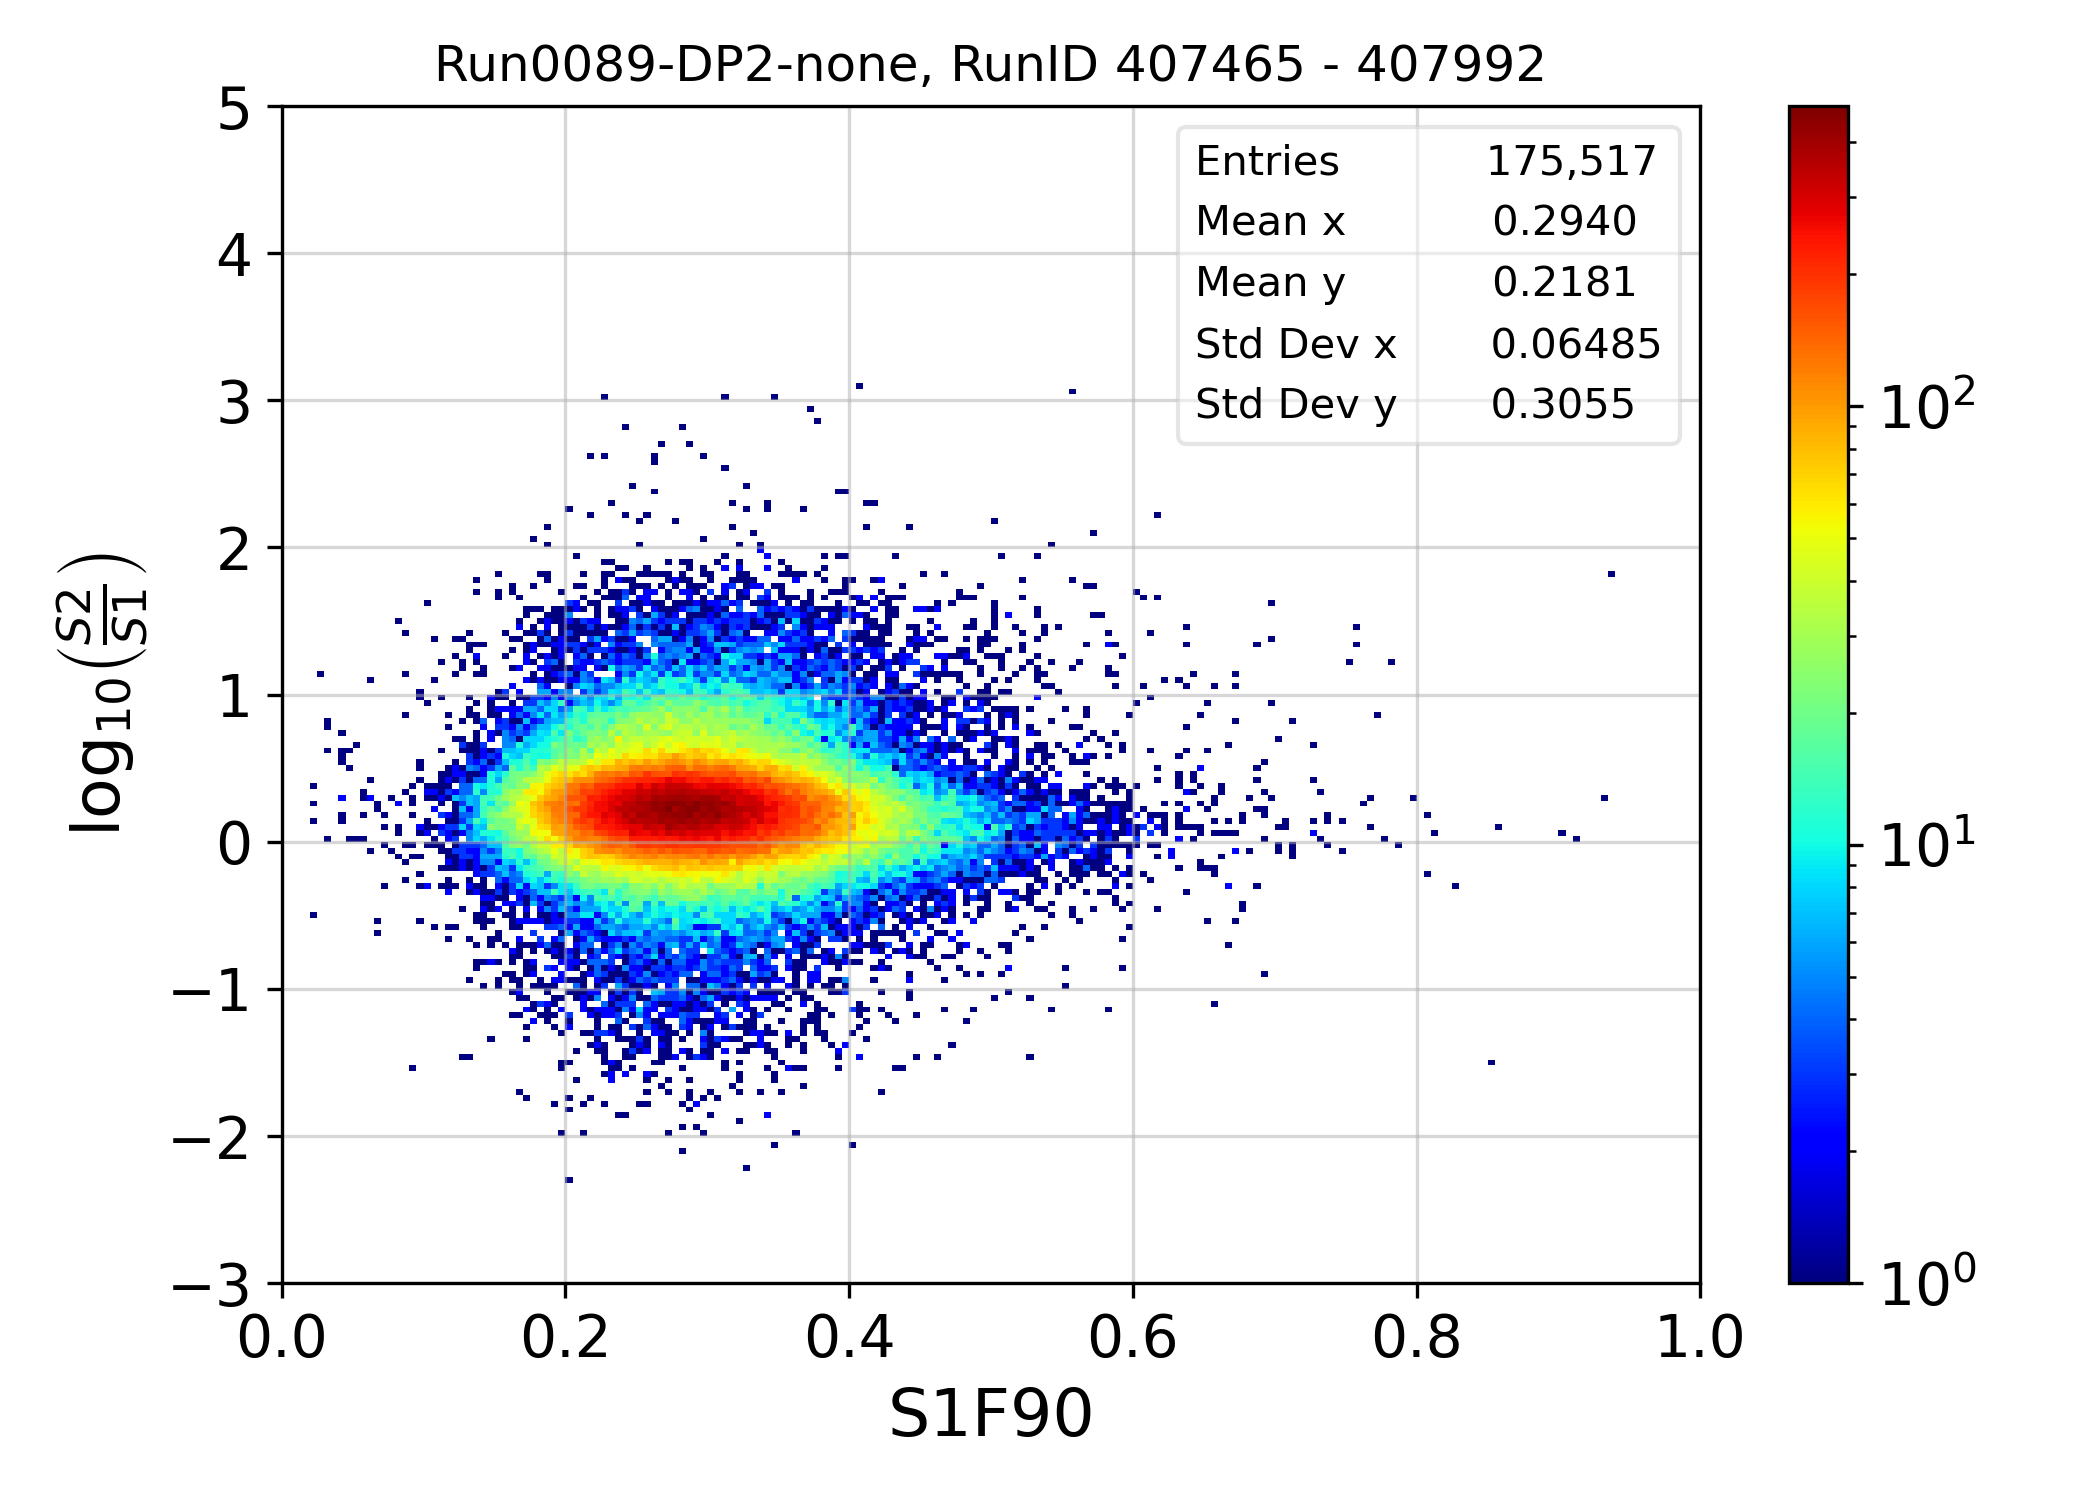 Run0089-DP2-none, RunID 407465 - 407992
5
4
3
2
1
0
−1
−2
−3
0.0 0.2 0.4 0.6 0.8 1.0
S1F90
log₁₀(S2/S1)
Entries 175,517
Mean x 0.2940
Mean y 0.2181
Std Dev x 0.06485
Std Dev y 0.3055
10²
10¹
10⁰